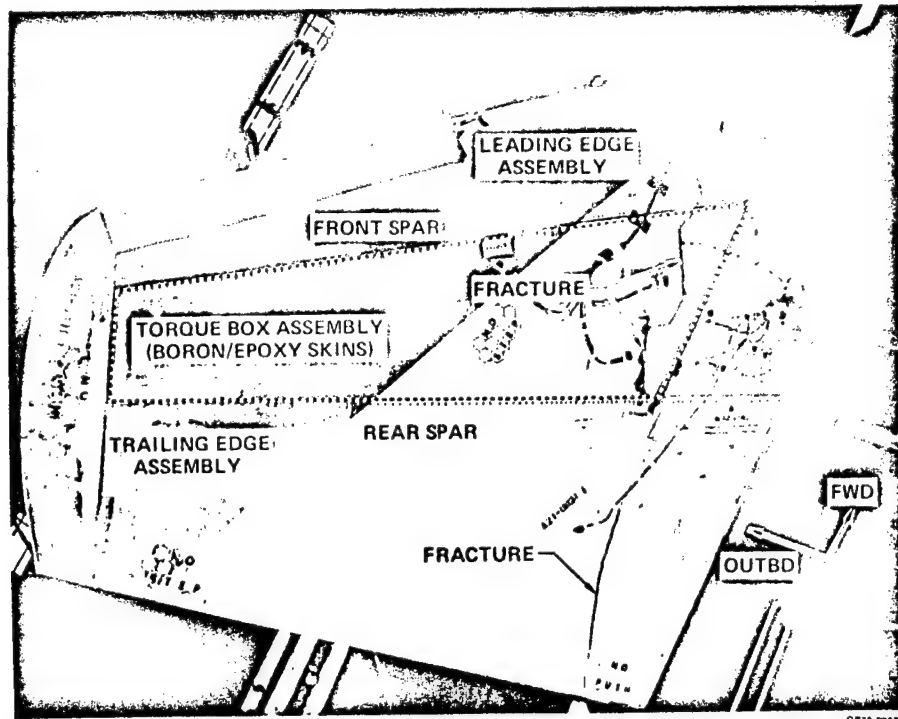 LEADING EDGE
ASSEMBLY
FRONT SPAR
FRACTURE
TORQUE BOX ASSEMBLY
(BORON/EPOXY SKINS)
REAR SPAR
TRAILING EDGE
ASSEMBLY
FWD
FRACTURE
OUTBD
NO
PUSH